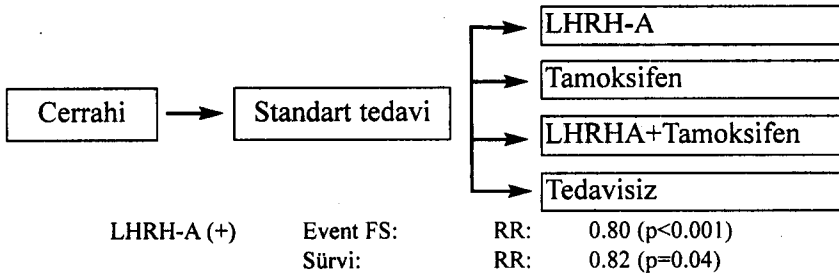 LHRH-A
Tamoksifen
Cerrahi
Standart tedavi
LHRHA+Tamoksifen
Tedavisiz
LHRH-A (+) Event FS: RR: 0.80 (p<0.001)
Sürvi: RR: 0.82 (p=0.04)